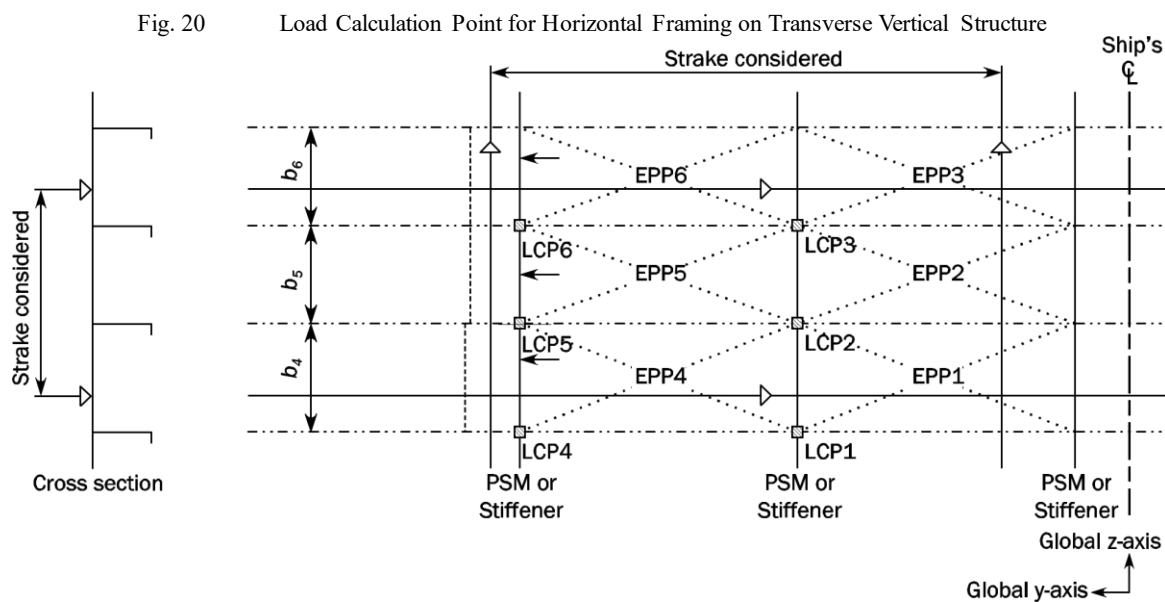 Fig. 20 Load Calculation Point for Horizontal Framing on Transverse Vertical Structure
Ship's
℄
Strake considered
b₆
EPP6
EPP3
LCP6
LCP3
Strake considered
b₅
EPP5
EPP2
LCP5
LCP2
b₄
EPP4
EPP1
LCP4
LCP1
Cross section
PSM or
Stiffener
PSM or
Stiffener
PSM or
Stiffener
Global z-axis
Global y-axis